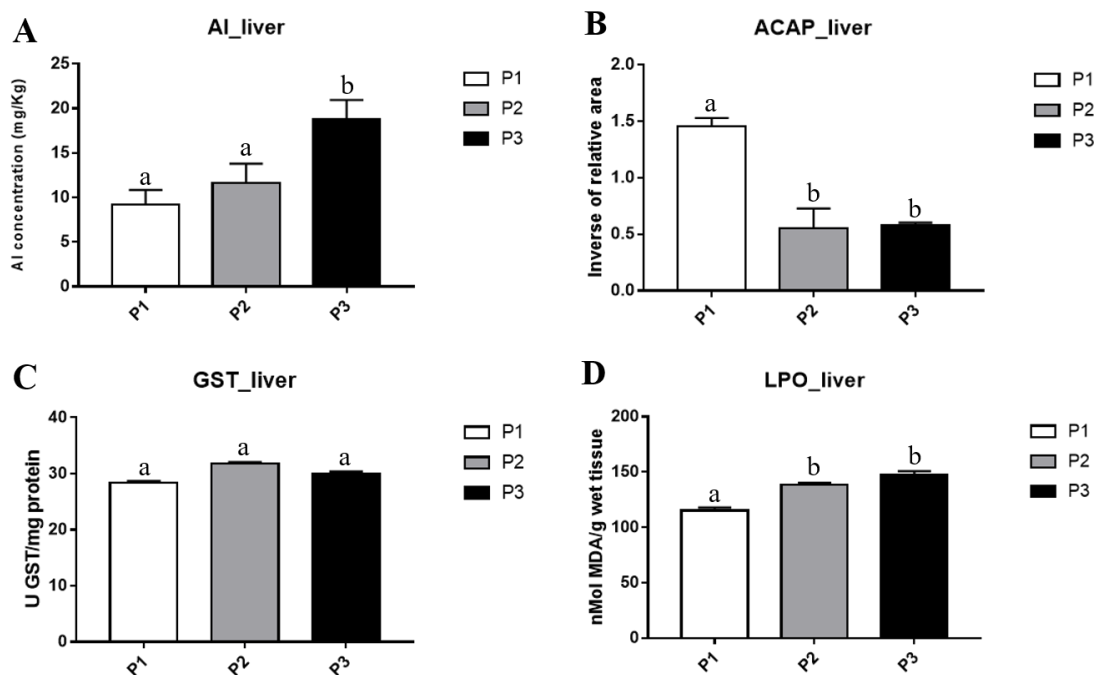 A
Al_liver
Al concentration (mg/Kg)
25
20
15
10
5
0
a
a
b
P1
P2
P3
P1
P2
P3
B
ACAP_liver
Inverse of relative area
2.0
1.5
1.0
0.5
0.0
a
b
b
P1
P2
P3
P1
P2
P3
C
GST_liver
U GST/mg protein
40
30
20
10
0
a
a
a
P1
P2
P3
P1
P2
P3
D
LPO_liver
nMol MDA/g wet tissue
200
150
100
50
0
a
b
b
P1
P2
P3
P1
P2
P3